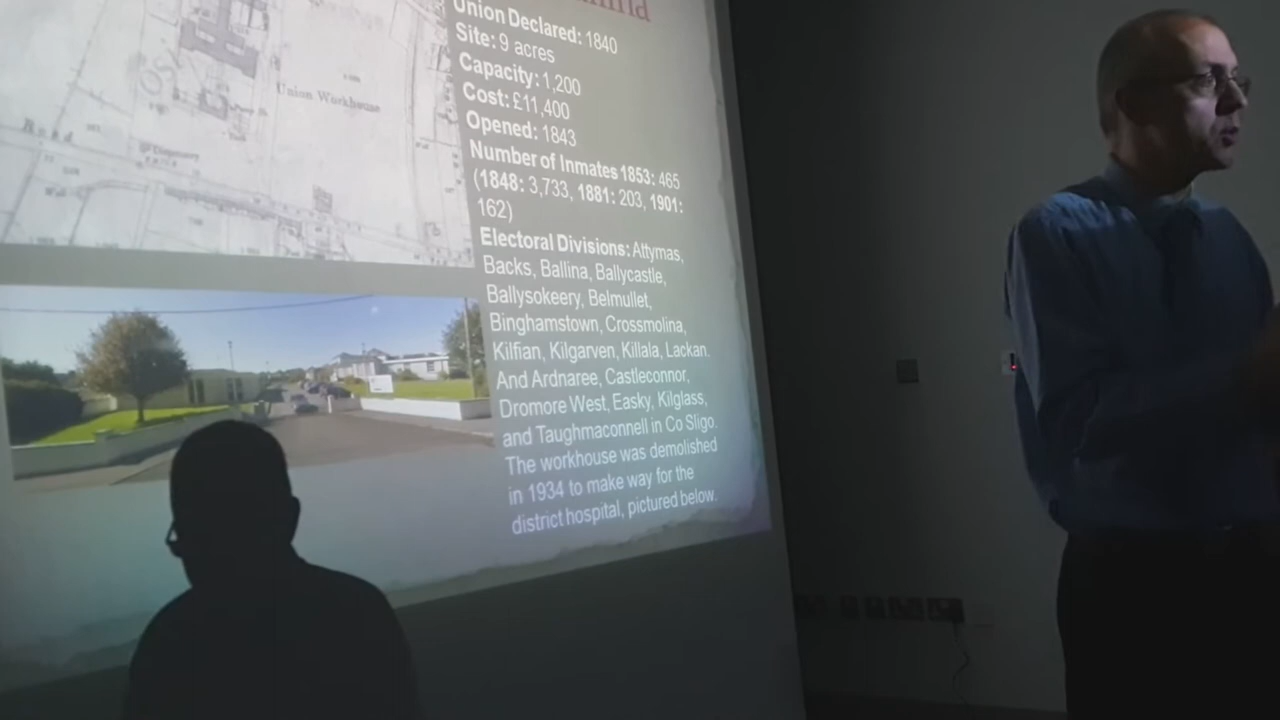 Union Declared: 1840
Site: 9 acres
Capacity: 1,200
Cost: £11,400
Opened: 1843
Number of Inmates 1853: 465
(1848: 3,733, 1881: 203, 1901:
162)
Electoral Divisions: Attymas,
Backs, Ballina, Ballycastle,
Ballysokeery, Belmullet,
Binghamstown, Crossmolina,
Kilfian, Kilgarven, Killala, Lackan.
And Ardnaree, Castleconnor,
Dromore West, Easky, Kilglass,
and Taughmaconnell in Co Sligo.
The workhouse was demolished
in 1934 to make way for the
district hospital, pictured below.
Union Workhouse